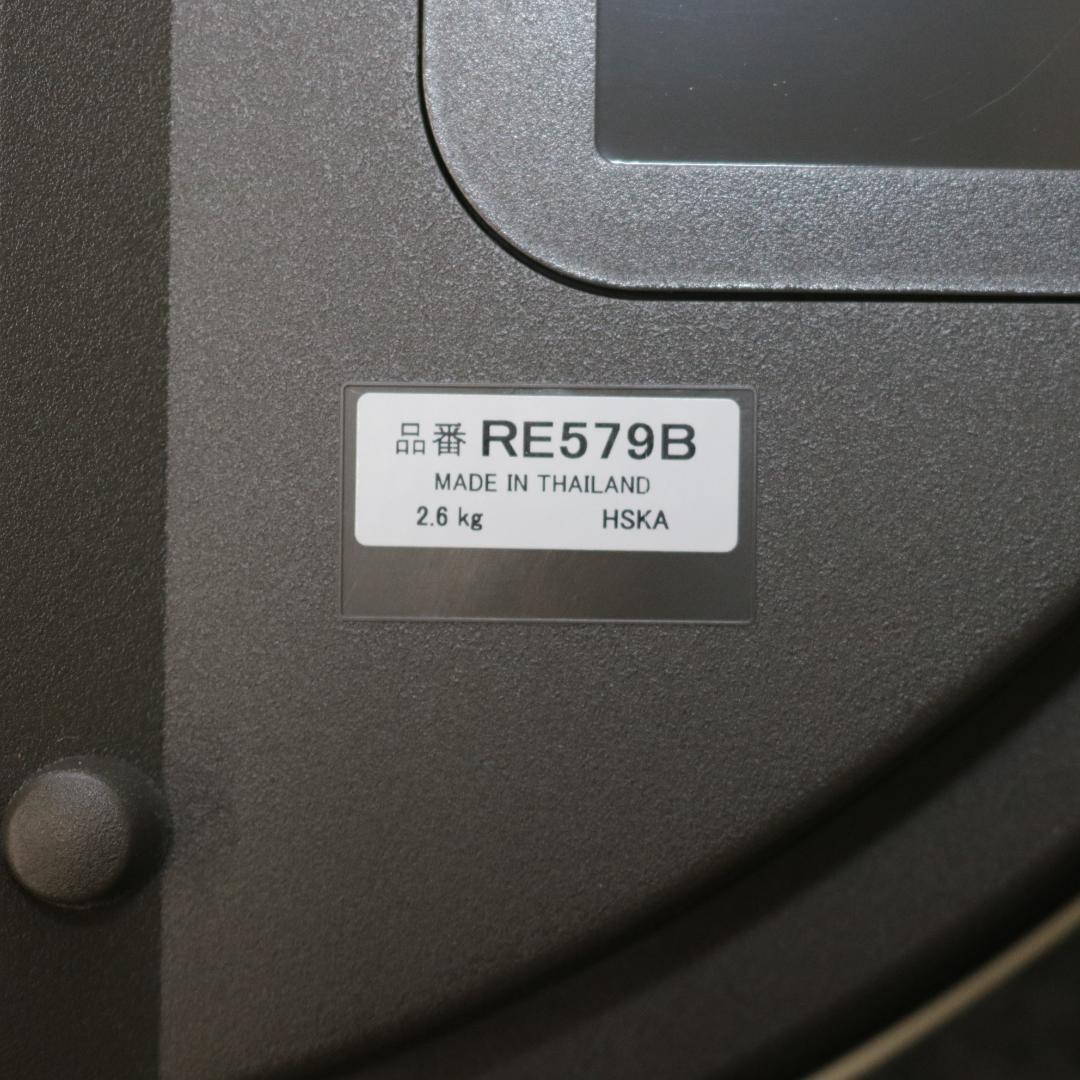 品番 RE579B
MADE IN THAILAND
2.6 kg HSKA